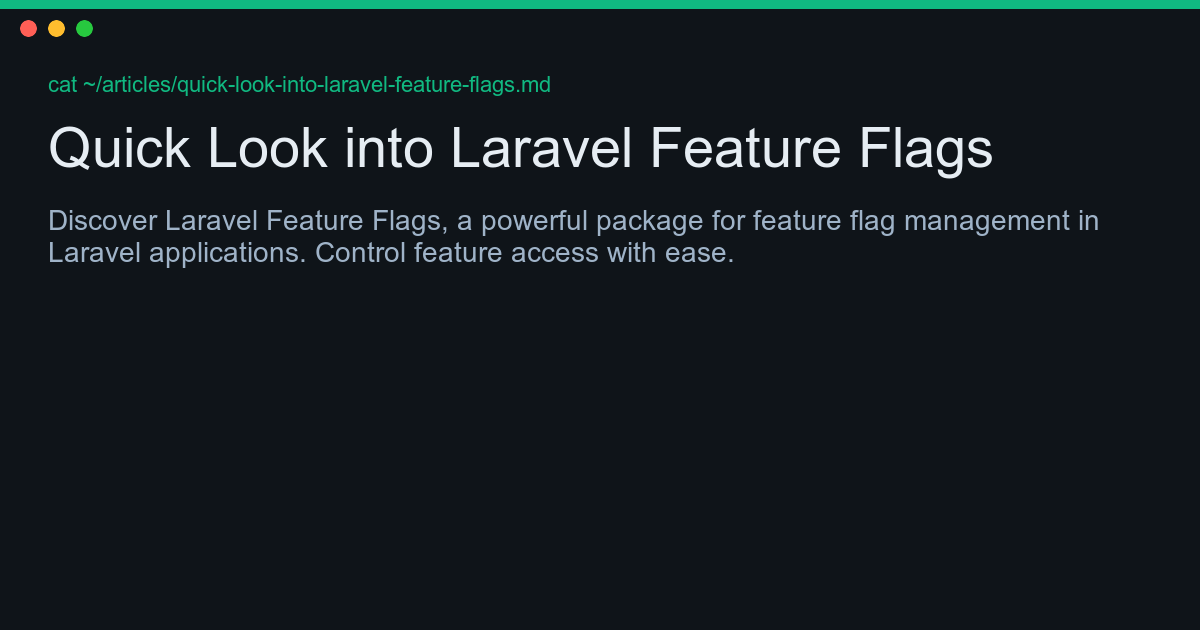 cat ~/articles/quick-look-into-laravel-feature-flags.md
Quick Look into Laravel Feature Flags
Discover Laravel Feature Flags, a powerful package for feature flag management in
Laravel applications. Control feature access with ease.